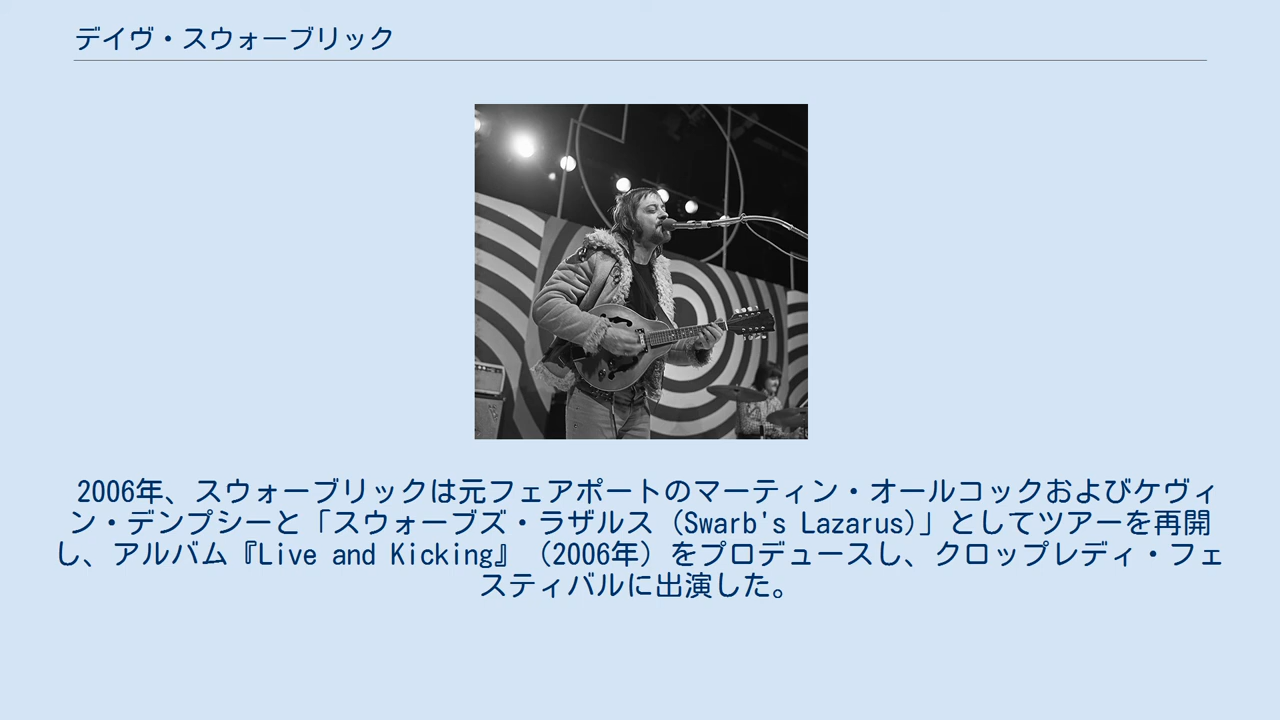 デイヴ・スウォーブリック
2006年、スウォーブリックは元フェアポートのマーティン・オールコックおよびケヴィ
ン・デンプシーと「スウォーブズ・ラザルス（Swarb's Lazarus)」としてツアーを再開
し、アルバム『Live and Kicking』（2006年）をプロデュースし、クロップレディ・フェ
スティバルに出演した。